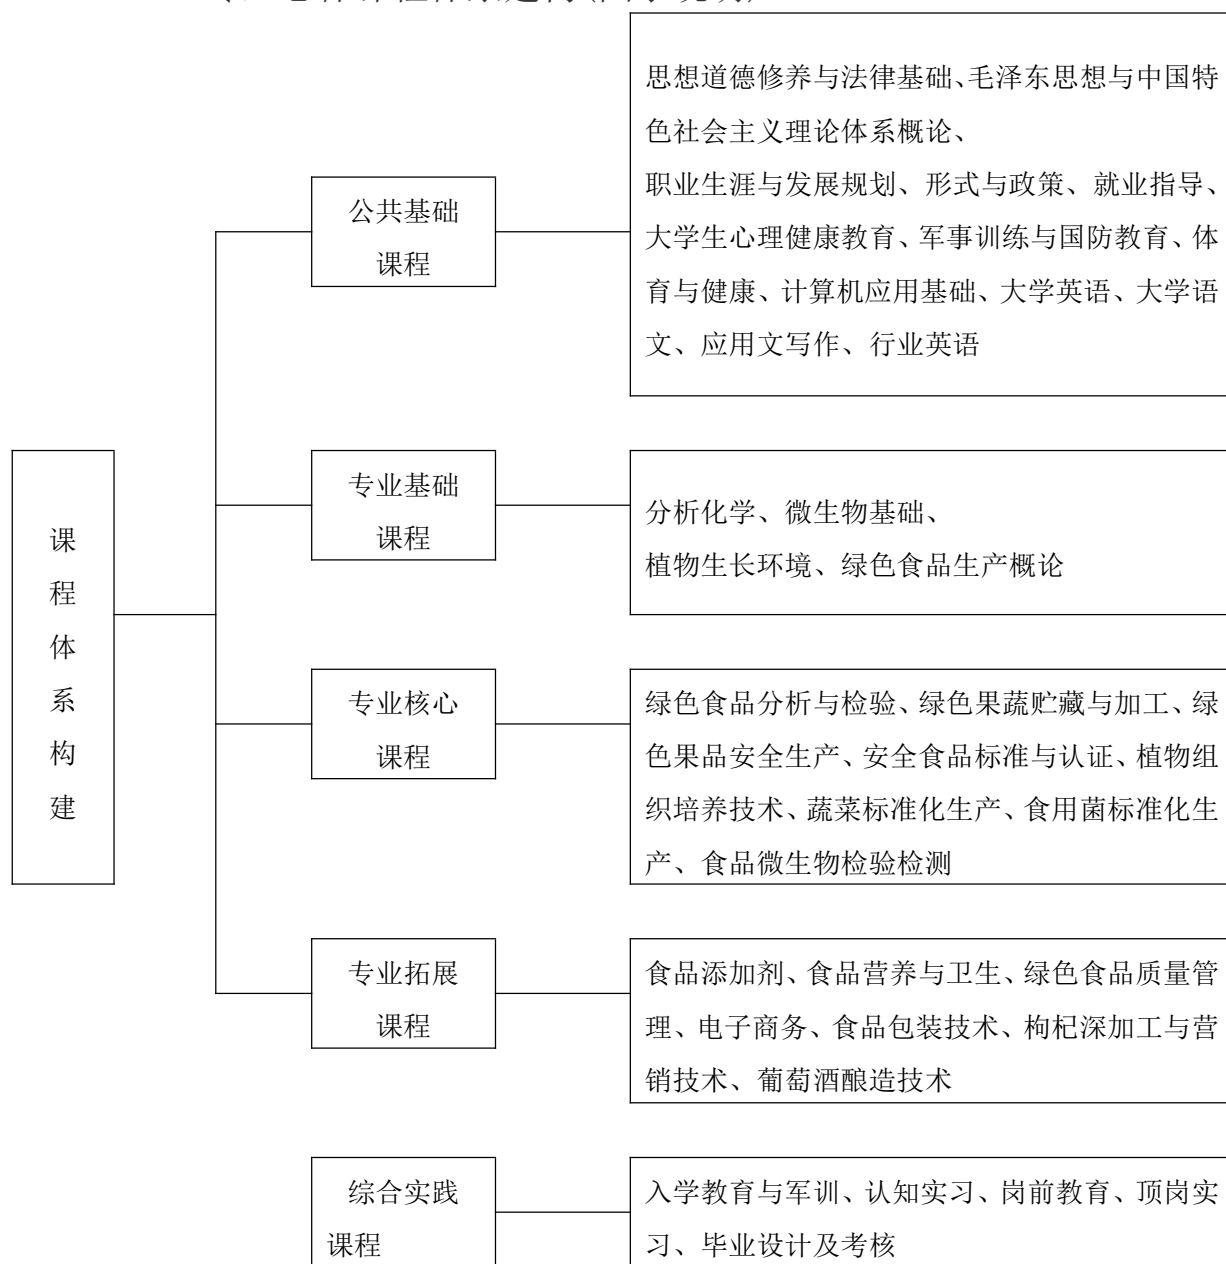 公共基础
课程
思想道德修养与法律基础、毛泽东思想与中国特
色社会主义理论体系概论、
职业生涯与发展规划、形式与政策、就业指导、
大学生心理健康教育、军事训练与国防教育、体
育与健康、计算机应用基础、大学英语、大学语
文、应用文写作、行业英语
课
程
体
系
构
建
专业基础
课程
分析化学、微生物基础、
植物生长环境、绿色食品生产概论
专业核心
课程
绿色食品分析与检验、绿色果蔬贮藏与加工、绿
色果品安全生产、安全食品标准与认证、植物组
织培养技术、蔬菜标准化生产、食用菌标准化生
产、食品微生物检验检测
专业拓展
课程
食品添加剂、食品营养与卫生、绿色食品质量管
理、电子商务、食品包装技术、枸杞深加工与营
销技术、葡萄酒酿造技术
综合实践
课程
入学教育与军训、认知实习、岗前教育、顶岗实
习、毕业设计及考核